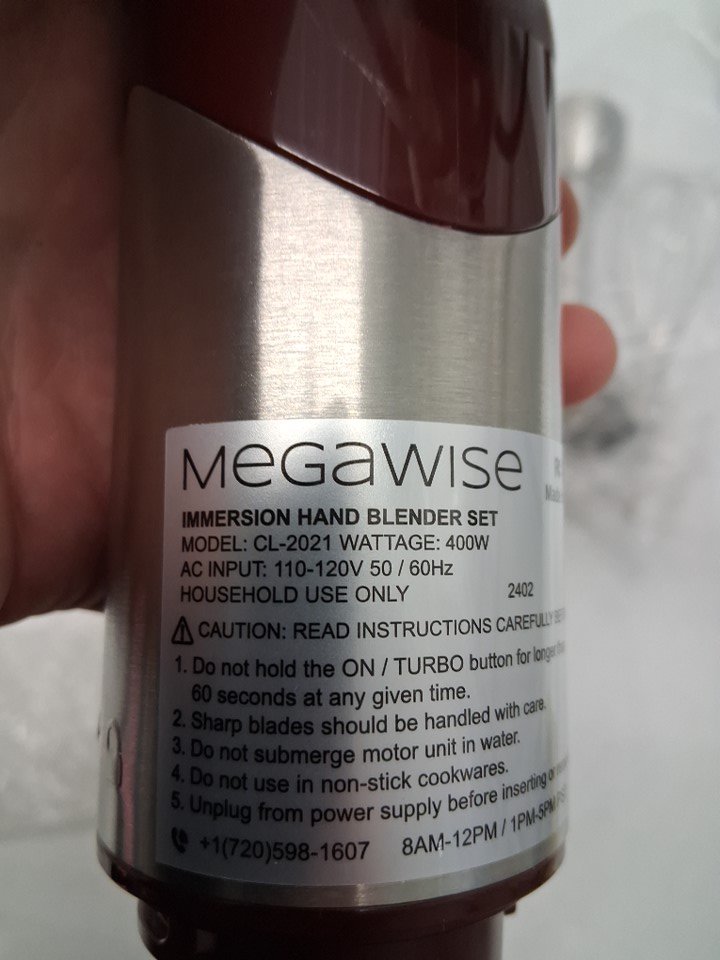 MEGAWISE
IMMERSION HAND BLENDER SET
MODEL: CL-2021 WATTAGE: 400W
AC INPUT: 110-120V 50 / 60Hz
HOUSEHOLD USE ONLY 2402
CAUTION: READ INSTRUCTIONS CAREFULLY
1. Do not hold the ON / TURBO button for longer
60 seconds at any given time.
2. Sharp blades should be handled with care.
3. Do not submerge motor unit in water.
4. Do not use in non-stick cookwares.
5. Unplug from power supply before inserting or
+1(720)598-1607 8AM-12PM / 1PM-5PM